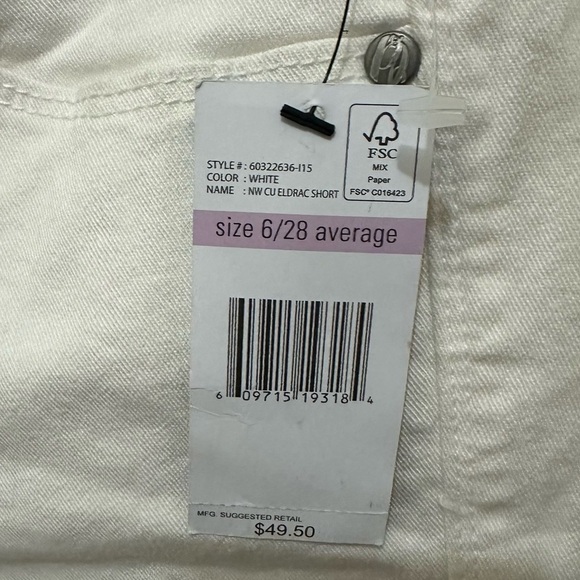 FSC
MIX
Paper
FSC® C016423
STYLE # : 60322636-I15
COLOR : WHITE
NAME : NW CU ELDRAC SHORT
size 6/28 average
6 09715 19318 4
MFG. SUGGESTED RETAIL
$49.50